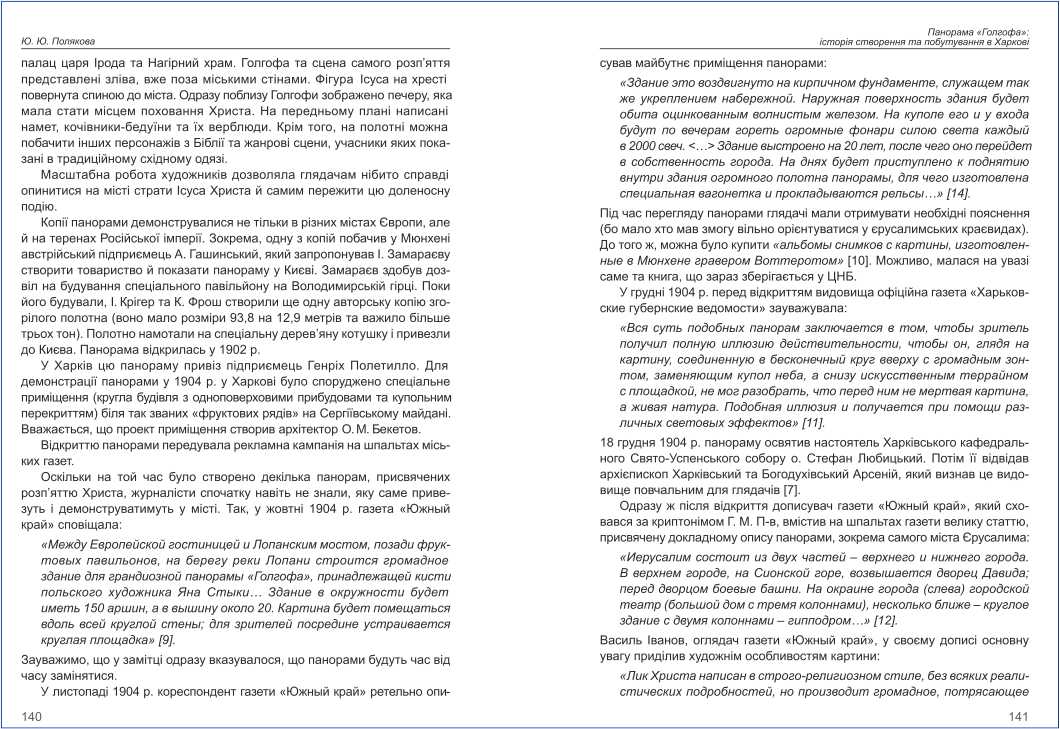 Ю. Ю. Полякова
палац царя Ірода та Нагірний храм. Голгофа та сцена самого розп’яття
представлені зліва, вже поза міськими стінами. Фігура Ісуса на хресті
повернута спиною до міста. Одразу поблизу Голгофи зображено печеру, яка
мала стати місцем поховання Христа. На передньому плані написані
намет, кочівники-бедуїни та їх верблюди. Крім того, на полотні можна
побачити інших персонажів з Біблії та жанрові сцени, учасники яких пока-
зані в традиційному східному одязі.
Масштабна робота художників дозволяла глядачам нібито справді
опинитися на місті страти Ісуса Христа й самим пережити цю доленосну
подію.
Копії панорами демонструвалися не тільки в різних містах Європи, але
й на теренах Російської імперії. Зокрема, одну з копій побачив у Мюнхені
австрійський підприємець А. Гашинський, який запропонував І. Замараєву
створити товариство й показати панораму у Києві. Замараєв здобув доз-
віл на будування спеціального павільйону на Володимирській гірці. Поки
його будували, І. Крігер та К. Фрош створили ще одну авторську копію зго-
рілого полотна (воно мало розміри 93,8 на 12,9 метрів та важило більше
трьох тон). Полотно намотали на спеціальну дерев’яну котушку і привезли
до Києва. Панорама відкрилась у 1902 р.
У Харків цю панораму привіз підприємець Генріх Полетилло. Для
демонстрації панорами у 1904 р. у Харкові було споруджено спеціальне
приміщення (кругла будівля з одноповерховими прибудовами та купольним
перекриттям) біля так званих «фруктових рядів» на Сергіївському майдані.
Вважається, що проект приміщення створив архітектор О. М. Бекетов.
Відкриттю панорами передувала рекламна кампанія на шпальтах місь-
ких газет.
Оскільки на той час було створено декілька панорам, присвячених
розп’яттю Христа, журналісти спочатку навіть не знали, яку саме приве-
зуть і демонструватимуть у місті. Так, у жовтні 1904 р. газета «Южный
край» сповіщала:
«Между Европейской гостиницей и Лопанским мостом, позади фрук-
товых павильонов, на берегу реки Лопани строится громадное
здание для грандиозной панорамы «Голгофа», принадлежащей кисти
польского художника Яна Стыки… Здание в окружности будет
иметь 150 аршин, а в вышину около 20. Картина будет помещаться
вдоль всей круглой стены; для зрителей посредине устраивается
круглая площадка» [9].
Зауважимо, що у замітці одразу вказувалося, що панорами будуть час від
часу замінятися.
У листопаді 1904 р. кореспондент газети «Южный край» ретельно опи-
140
Панорама «Голгофа»:
історія створення та побутування в Харкові
сував майбутнє приміщення панорами:
«Здание это воздвигнуто на кирпичном фундаменте, служащем так
же укреплением набережной. Наружная поверхность здания будет
обита оцинкованным волнистым железом. На куполе его и у входа
будут по вечерам гореть огромные фонари силою света каждый
в 2000 свеч. <…> Здание выстроено на 20 лет, после чего оно перейдет
в собственность города. На днях будет приступлено к поднятию
внутри здания огромного полотна панорамы, для чего изготовлена
специальная вагонетка и прокладываются рельсы…» [14].
Під час перегляду панорами глядачі мали отримувати необхідні пояснення
(бо мало хто мав змогу вільно орієнтуватися у єрусалимських краєвидах).
До того ж, можна було купити «альбомы снимков с картины, изготовлен-
ные в Мюнхене гравером Воттеротом» [10]. Можливо, малася на увазі
саме та книга, що зараз зберігається у ЦНБ.
У грудні 1904 р. перед відкриттям видовища офіційна газета «Харьков-
ские губернские ведомости» зауважувала:
«Вся суть подобных панорам заключается в том, чтобы зритель
получил полную иллюзию действительности, чтобы он, глядя на
картину, соединенную в бесконечный круг вверху с громадным зон-
том, заменяющим купол неба, а снизу искусственным террайном
с площадкой, не мог разобрать, что перед ним не мертвая картина,
а живая натура. Подобная иллюзия и получается при помощи раз-
личных световых эффектов» [11].
18 грудня 1904 р. панораму освятив настоятель Харківського кафедраль-
ного Свято-Успенського собору о. Стефан Любицький. Потім її відвідав
архієпископ Харківський та Богодухівський Арсеній, який визнав це видо-
вище повчальним для глядачів [7].
Одразу ж після відкриття дописувач газети «Южный край», який схо-
вався за криптонімом Г. М. П-в, вмістив на шпальтах газети велику статтю,
присвячену докладному опису панорами, зокрема самого міста Єрусалима:
«Иерусалим состоит из двух частей – верхнего и нижнего города.
В верхнем городе, на Сионской горе, возвышается дворец Давида;
перед дворцом боевые башни. На окраине города (слева) городской
театр (большой дом с тремя колоннами), несколько ближе – круглое
здание с двумя колоннами – гипподром…» [12].
Василь Іванов, оглядач газети «Южный край», у своєму дописі основну
увагу приділив художнім особливостям картини:
«Лик Христа написан в строго-религиозном стиле, без всяких реали-
стических подробностей, но производит громадное, потрясающее
141